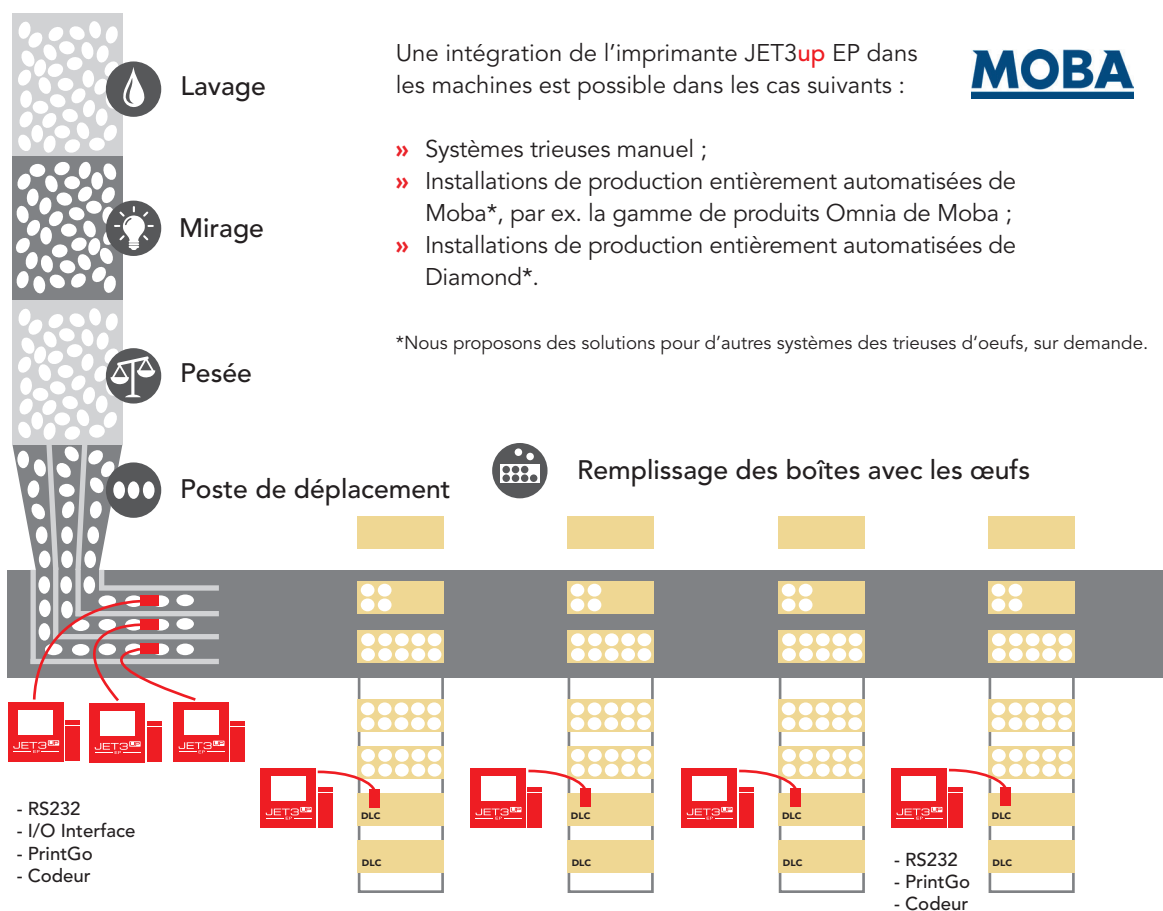 Lavage
Une intégration de l'imprimante JET3up EP dans
les machines est possible dans les cas suivants :
MOBA
» Systèmes trieuses manuel ;
» Installations de production entièrement automatisées de
Moba*, par ex. la gamme de produits Omnia de Moba ;
» Installations de production entièrement automatisées de
Diamond*.
*Nous proposons des solutions pour d'autres systèmes des trieuses d'oeufs, sur demande.
Mirage
Pesée
Poste de déplacement
Remplissage des boîtes avec les œufs
JET3UP
EP
JET3UP
EP
JET3UP
EP
- RS232
- I/O Interface
- PrintGo
- Codeur
JET3UP
EP
DLC
DLC
JET3UP
EP
DLC
DLC
JET3UP
EP
DLC
DLC
JET3UP
EP
DLC
DLC
- RS232
- PrintGo
- Codeur